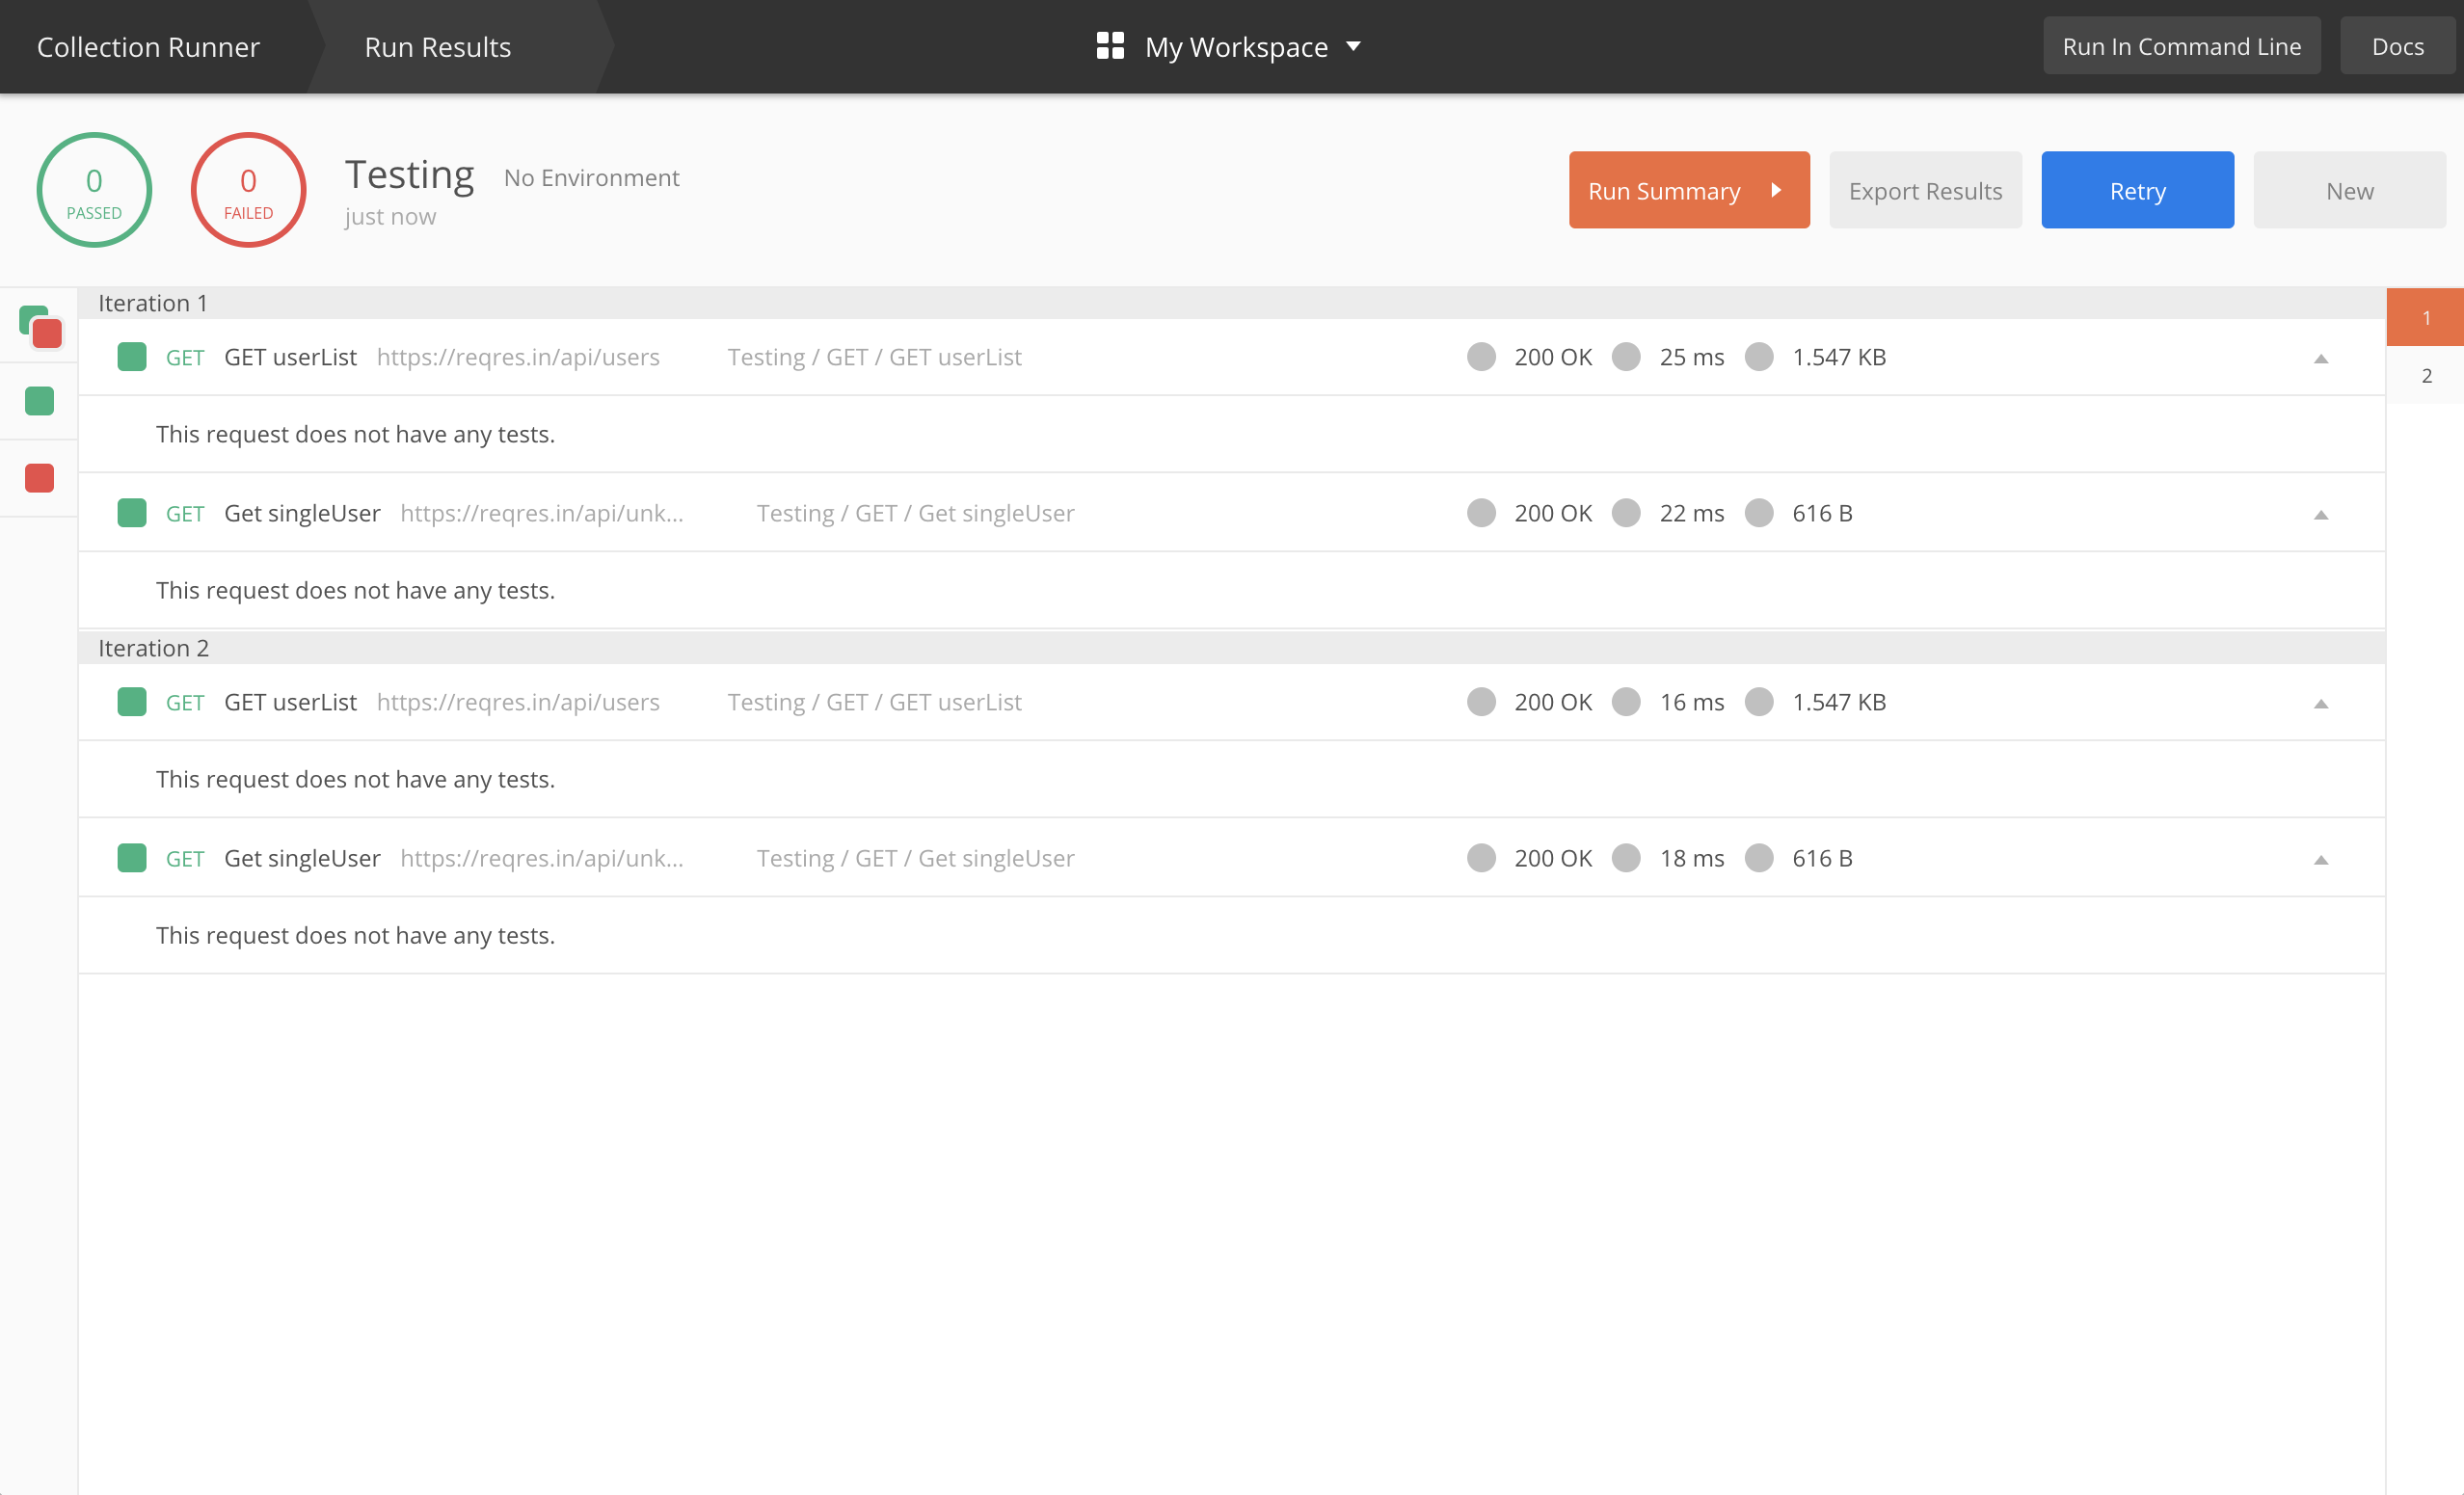 Collection Runner Run Results My Workspace Run In Command Line Docs
0 PASSED
0 FAILED
Testing No Environment
just now
Run Summary Export Results Retry New
Iteration 1
GET GET userList https://reqres.in/api/users Testing / GET / GET userList 200 OK 25 ms 1.547 KB
This request does not have any tests.
GET Get singleUser https://reqres.in/api/unk... Testing / GET / Get singleUser 200 OK 22 ms 616 B
This request does not have any tests.
Iteration 2
GET GET userList https://reqres.in/api/users Testing / GET / GET userList 200 OK 16 ms 1.547 KB
This request does not have any tests.
GET Get singleUser https://reqres.in/api/unk... Testing / GET / Get singleUser 200 OK 18 ms 616 B
This request does not have any tests.
1
2